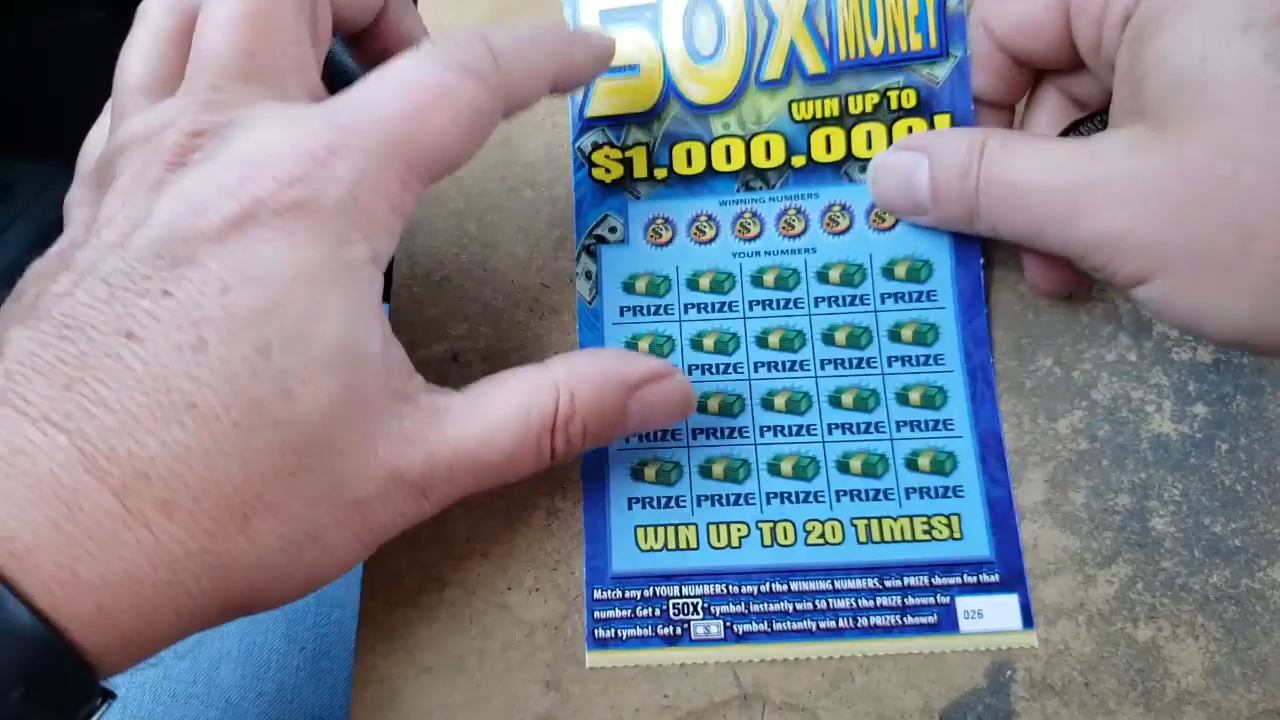 50X MONEY
WIN UP TO
$1,000,000!
WINNING NUMBERS
YOUR NUMBERS
PRIZE PRIZE PRIZE PRIZE PRIZE
PRIZE PRIZE PRIZE PRIZE
PRIZE PRIZE PRIZE PRIZE PRIZE
PRIZE PRIZE PRIZE PRIZE PRIZE
WIN UP TO 20 TIMES!
Match any of YOUR NUMBERS to any of the WINNING NUMBERS, win PRIZE shown for that
number. Get a "50X" symbol, instantly win 50 TIMES the PRIZE shown for
that symbol. Get a " " symbol, instantly win ALL 20 PRIZES shown!
026